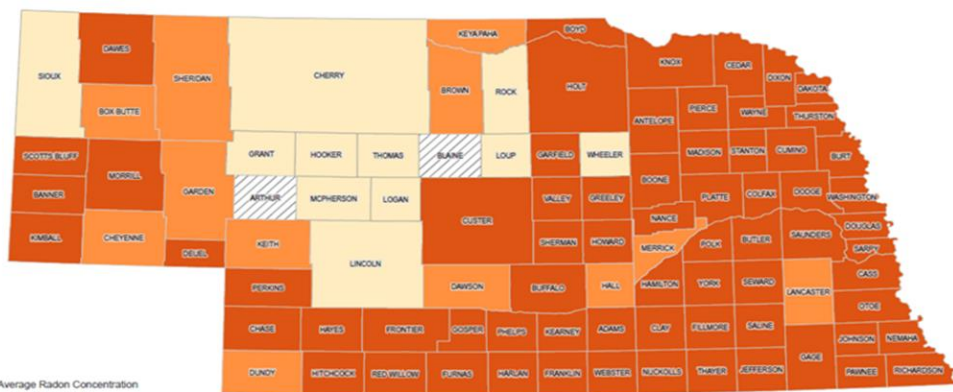 KEYA PAHA
BOYD
DAWES
SIOUX
SHERIDAN
CHERRY
KNOX
CEDAR
DIXON
DAKOTA
BOX BUTTE
BROWN
ROCK
HOLT
ANTELOPE
PIERCE
WAYNE
THURSTON
SCOTTS BLUFF
MORRILL
GARDEN
GRANT
HOOKER
THOMAS
BLAINE
LOUP
GARFIELD
WHEELER
MADISON
STANTON
CUMING
BURT
BANNER
ARTHUR
MCPHERSON
LOGAN
CUSTER
VALLEY
GREELEY
BOONE
PLATTE
COLFAX
DODGE
WASHINGTON
KIMBALL
CHEYENNE
DEUEL
KEITH
LINCOLN
SHERMAN
HOWARD
NANCE
MERRICK
POLK
BUTLER
SAUNDERS
DOUGLAS
SARPY
PERKINS
DAWSON
BUFFALO
HALL
HAMILTON
YORK
SEWARD
LANCASTER
CASS
OTOE
CHASE
HAYES
FRONTIER
GOSPER
PHELPS
KEARNEY
ADAMS
CLAY
FILLMORE
SALINE
GAGE
JOHNSON
NEMAHA
DUNDY
HITCHCOCK
RED WILLOW
FURNAS
HARLAN
FRANKLIN
WEBSTER
NUCKOLLS
THAYER
JEFFERSON
PAWNEE
RICHARDSON
Average Radon Concentration